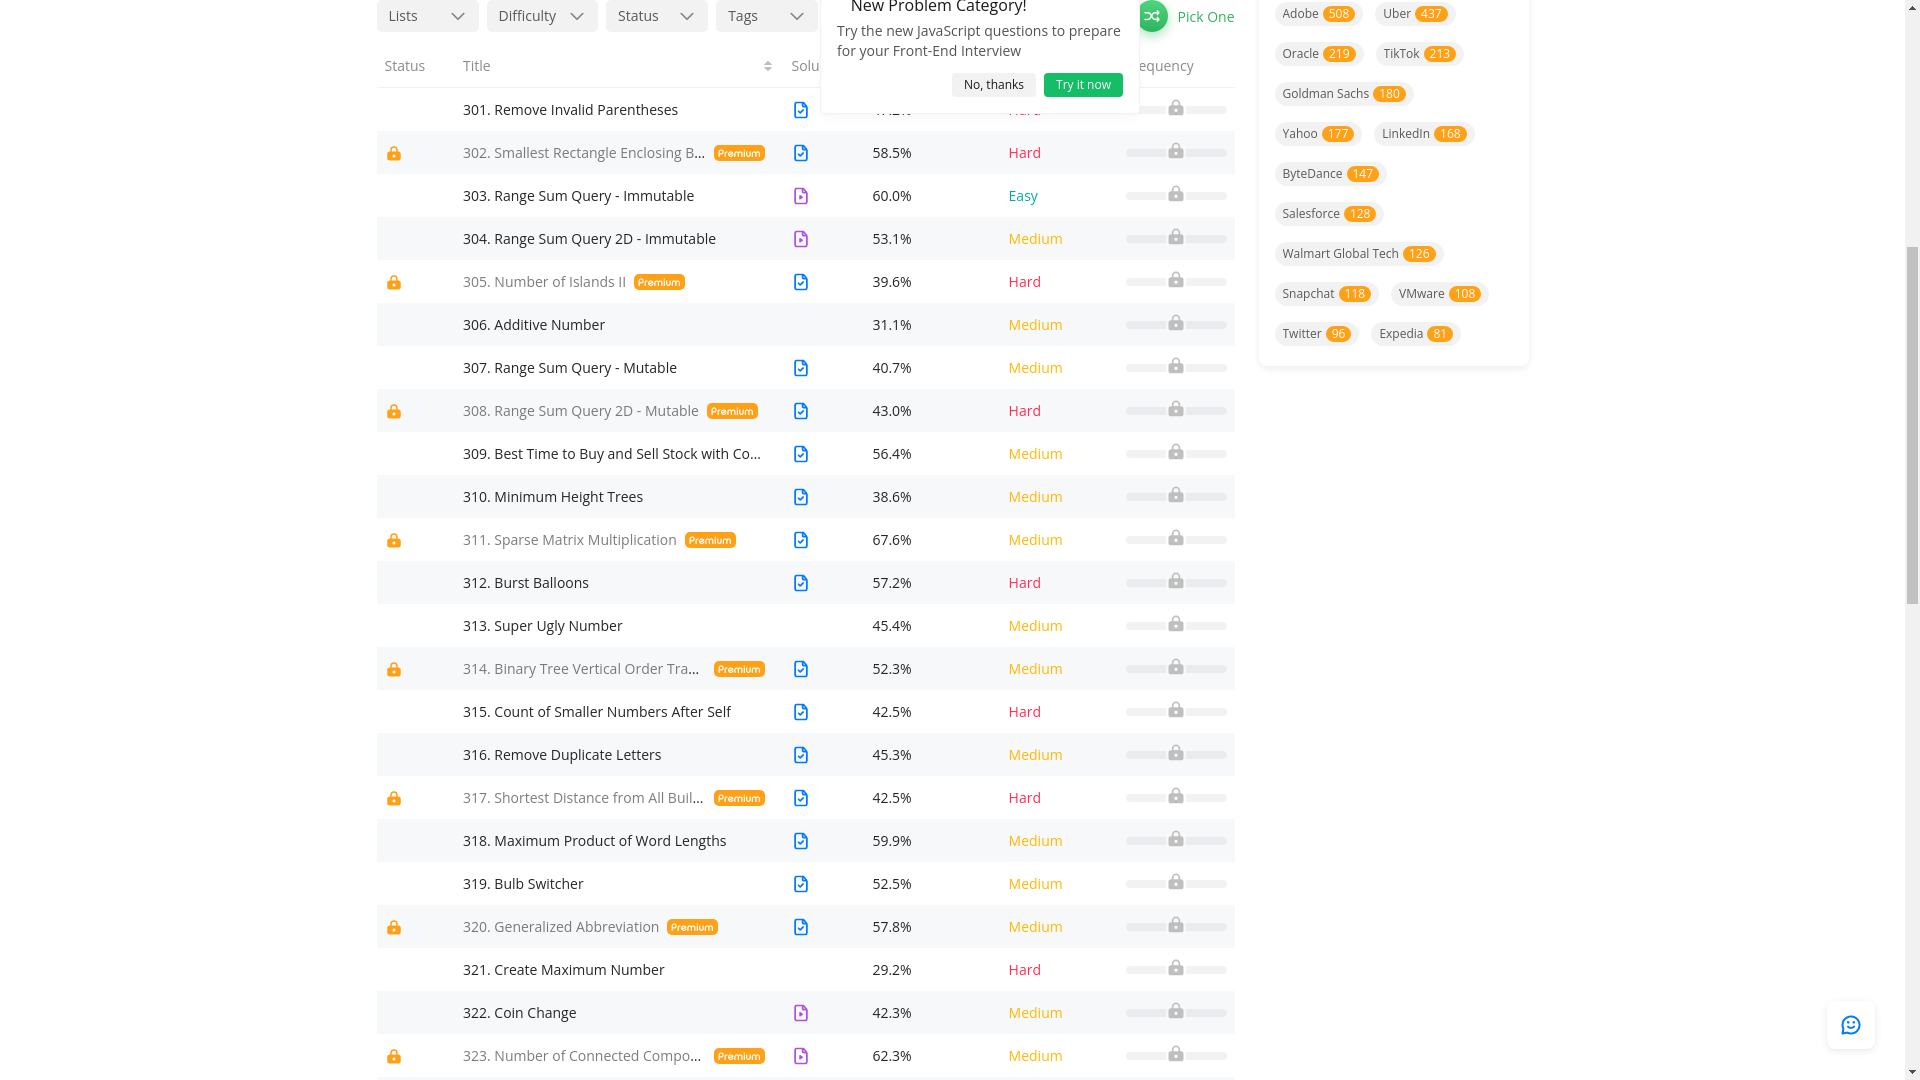 Lists
Difficulty
Status
Tags
New Problem Category!
Try the new JavaScript questions to prepare
for your Front-End Interview
No, thanks
Try it now
Pick One
Status Title
301. Remove Invalid Parentheses
302. Smallest Rectangle Enclosing B... Premium 58.5% Hard
303. Range Sum Query - Immutable 60.0% Easy
304. Range Sum Query 2D - Immutable 53.1% Medium
305. Number of Islands II Premium 39.6% Hard
306. Additive Number 31.1% Medium
307. Range Sum Query - Mutable 40.7% Medium
308. Range Sum Query 2D - Mutable Premium 43.0% Hard
309. Best Time to Buy and Sell Stock with Co... 56.4% Medium
310. Minimum Height Trees 38.6% Medium
311. Sparse Matrix Multiplication Premium 67.6% Medium
312. Burst Balloons 57.2% Hard
313. Super Ugly Number 45.4% Medium
314. Binary Tree Vertical Order Tra... Premium 52.3% Medium
315. Count of Smaller Numbers After Self 42.5% Hard
316. Remove Duplicate Letters 45.3% Medium
317. Shortest Distance from All Buil... Premium 42.5% Hard
318. Maximum Product of Word Lengths 59.9% Medium
319. Bulb Switcher 52.5% Medium
320. Generalized Abbreviation Premium 57.8% Medium
321. Create Maximum Number 29.2% Hard
322. Coin Change 42.3% Medium
323. Number of Connected Compo... Premium 62.3% Medium
Adobe 508 Uber 437
Oracle 219 TikTok 213
Goldman Sachs 180
Yahoo 177 LinkedIn 168
ByteDance 147
Salesforce 128
Walmart Global Tech 126
Snapchat 118 VMware 108
Twitter 96 Expedia 81